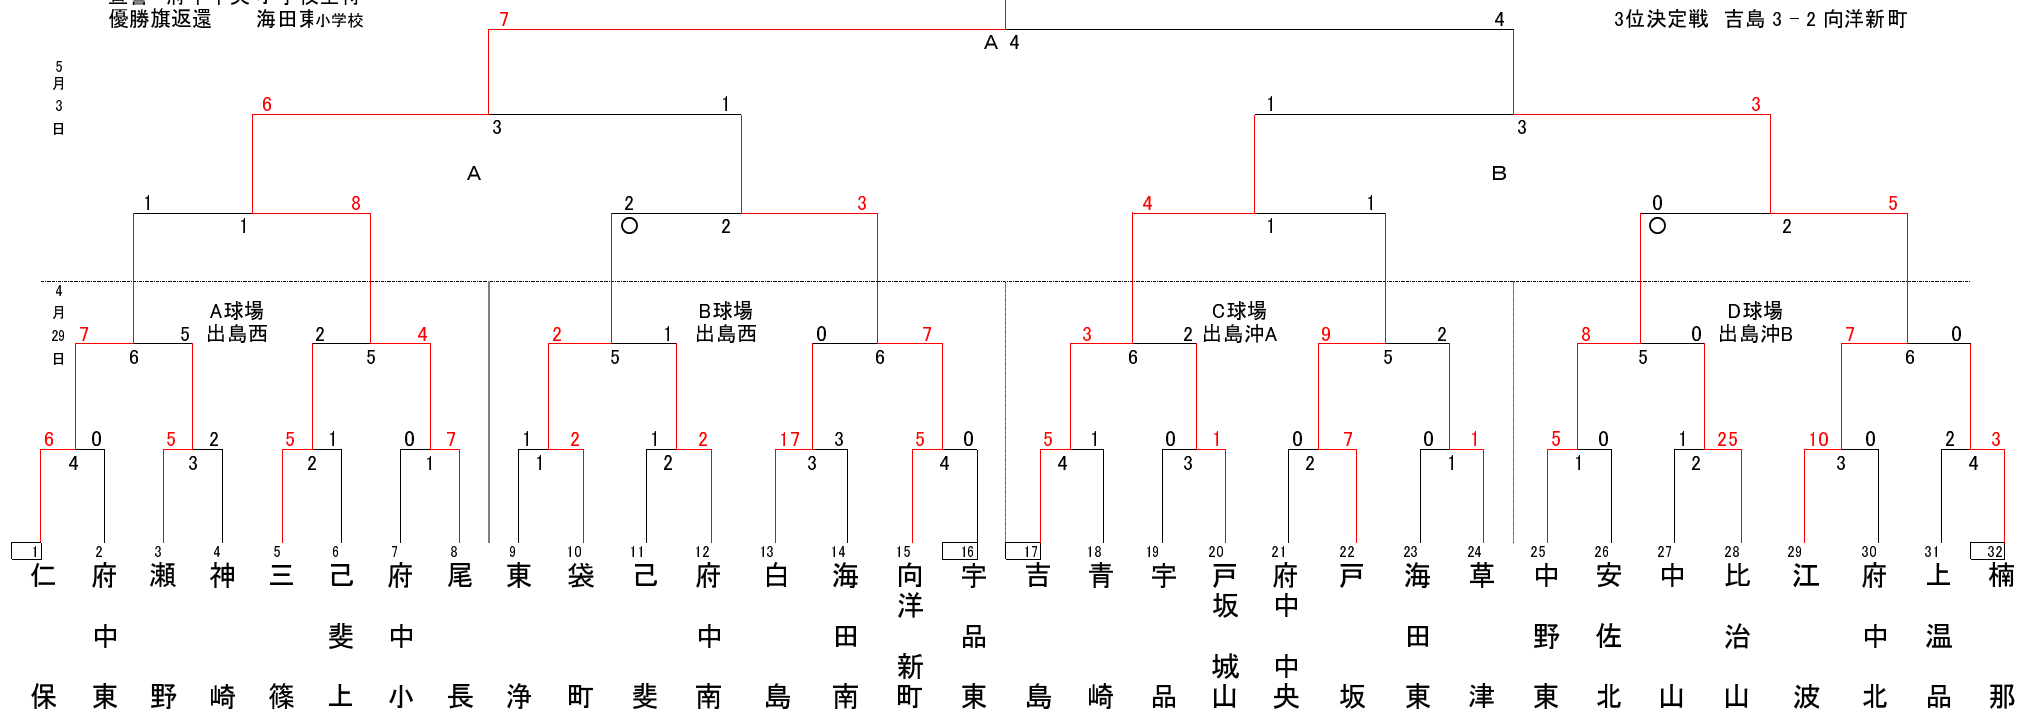 優勝旗返還 海田東小学校
3位決定戦 吉島 3 － 2 向洋新町
7 4
A 4
5月3日
6 1 1 3
3 3
A B
1 8 2 3 4 1 0 5
1 ○ 2 1 ○ 2
4月29日
A球場 B球場 C球場 D球場
出島西 出島西 出島沖A 出島沖B
7 5 2 4 2 1 0 7 3 2 9 2 8 0 7 0
6 5 5 6 6 5 5 6
6 0 5 2 5 1 0 7 1 2 1 2 17 3 5 0 5 1 0 1 0 7 0 1 5 0 1 25 10 0 2 3
4 3 2 1 1 2 3 4 4 3 2 1 1 2 3 4
1 2 3 4 5 6 7 8 9 10 11 12 13 14 15 16 17 18 19 20 21 22 23 24 25 26 27 28 29 30 31 32
仁保
府中東
瀬野
神崎
三篠
己斐上
府中小
尾長
東浄
袋町
己斐
府中南
白島
海田南
向洋新町
宇品東
吉島
青崎
宇品
戸坂城山
府中中央
戸坂
海田東
草津
中野東
安佐北
中山
比治山
江波
府中北
上温品
楠那